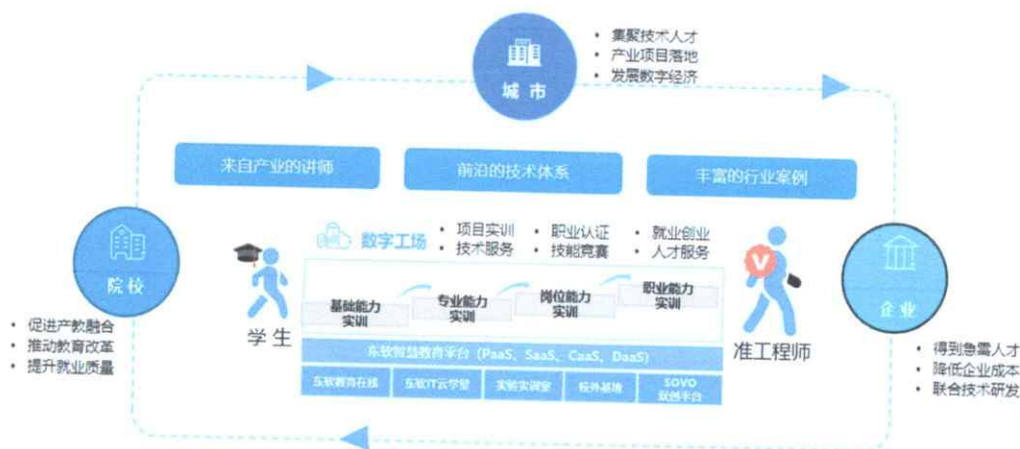 城 市
• 集聚技术人才
• 产业项目落地
• 发展数字经济
来自产业的讲师
前沿的技术体系
丰富的行业案例
院 校
• 促进产教融合
• 推动教育改革
• 提升就业质量
数字工场
• 项目实训
• 技术服务
• 职业认证
• 技能竞赛
• 就业创业
• 人才服务
学 生
基础能力
实训
专业能力
实训
岗位能力
实训
职业能力
实训
东软智慧教育平台（PaaS、SaaS、CaaS、DaaS）
东软教育在线
东软IT云学堂
实验实训室
校外基地
SOVO
双创平台
V
准工程师
企 业
• 得到急需人才
• 降低企业成本
• 联合技术研发